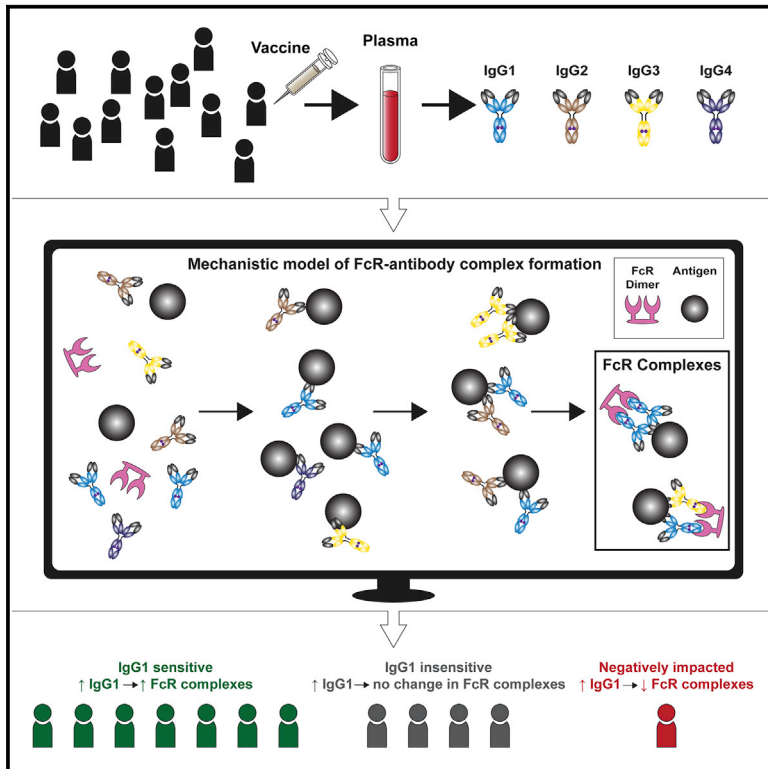 Vaccine
Plasma
IgG1 IgG2 IgG3 IgG4
Mechanistic model of FcR-antibody complex formation
FcR Dimer
Antigen
FcR Complexes
IgG1 sensitive
↑ IgG1→↑ FcR complexes
IgG1 insensitive
↑ IgG1→ no change in FcR complexes
Negatively impacted
↑ IgG1→↓ FcR complexes